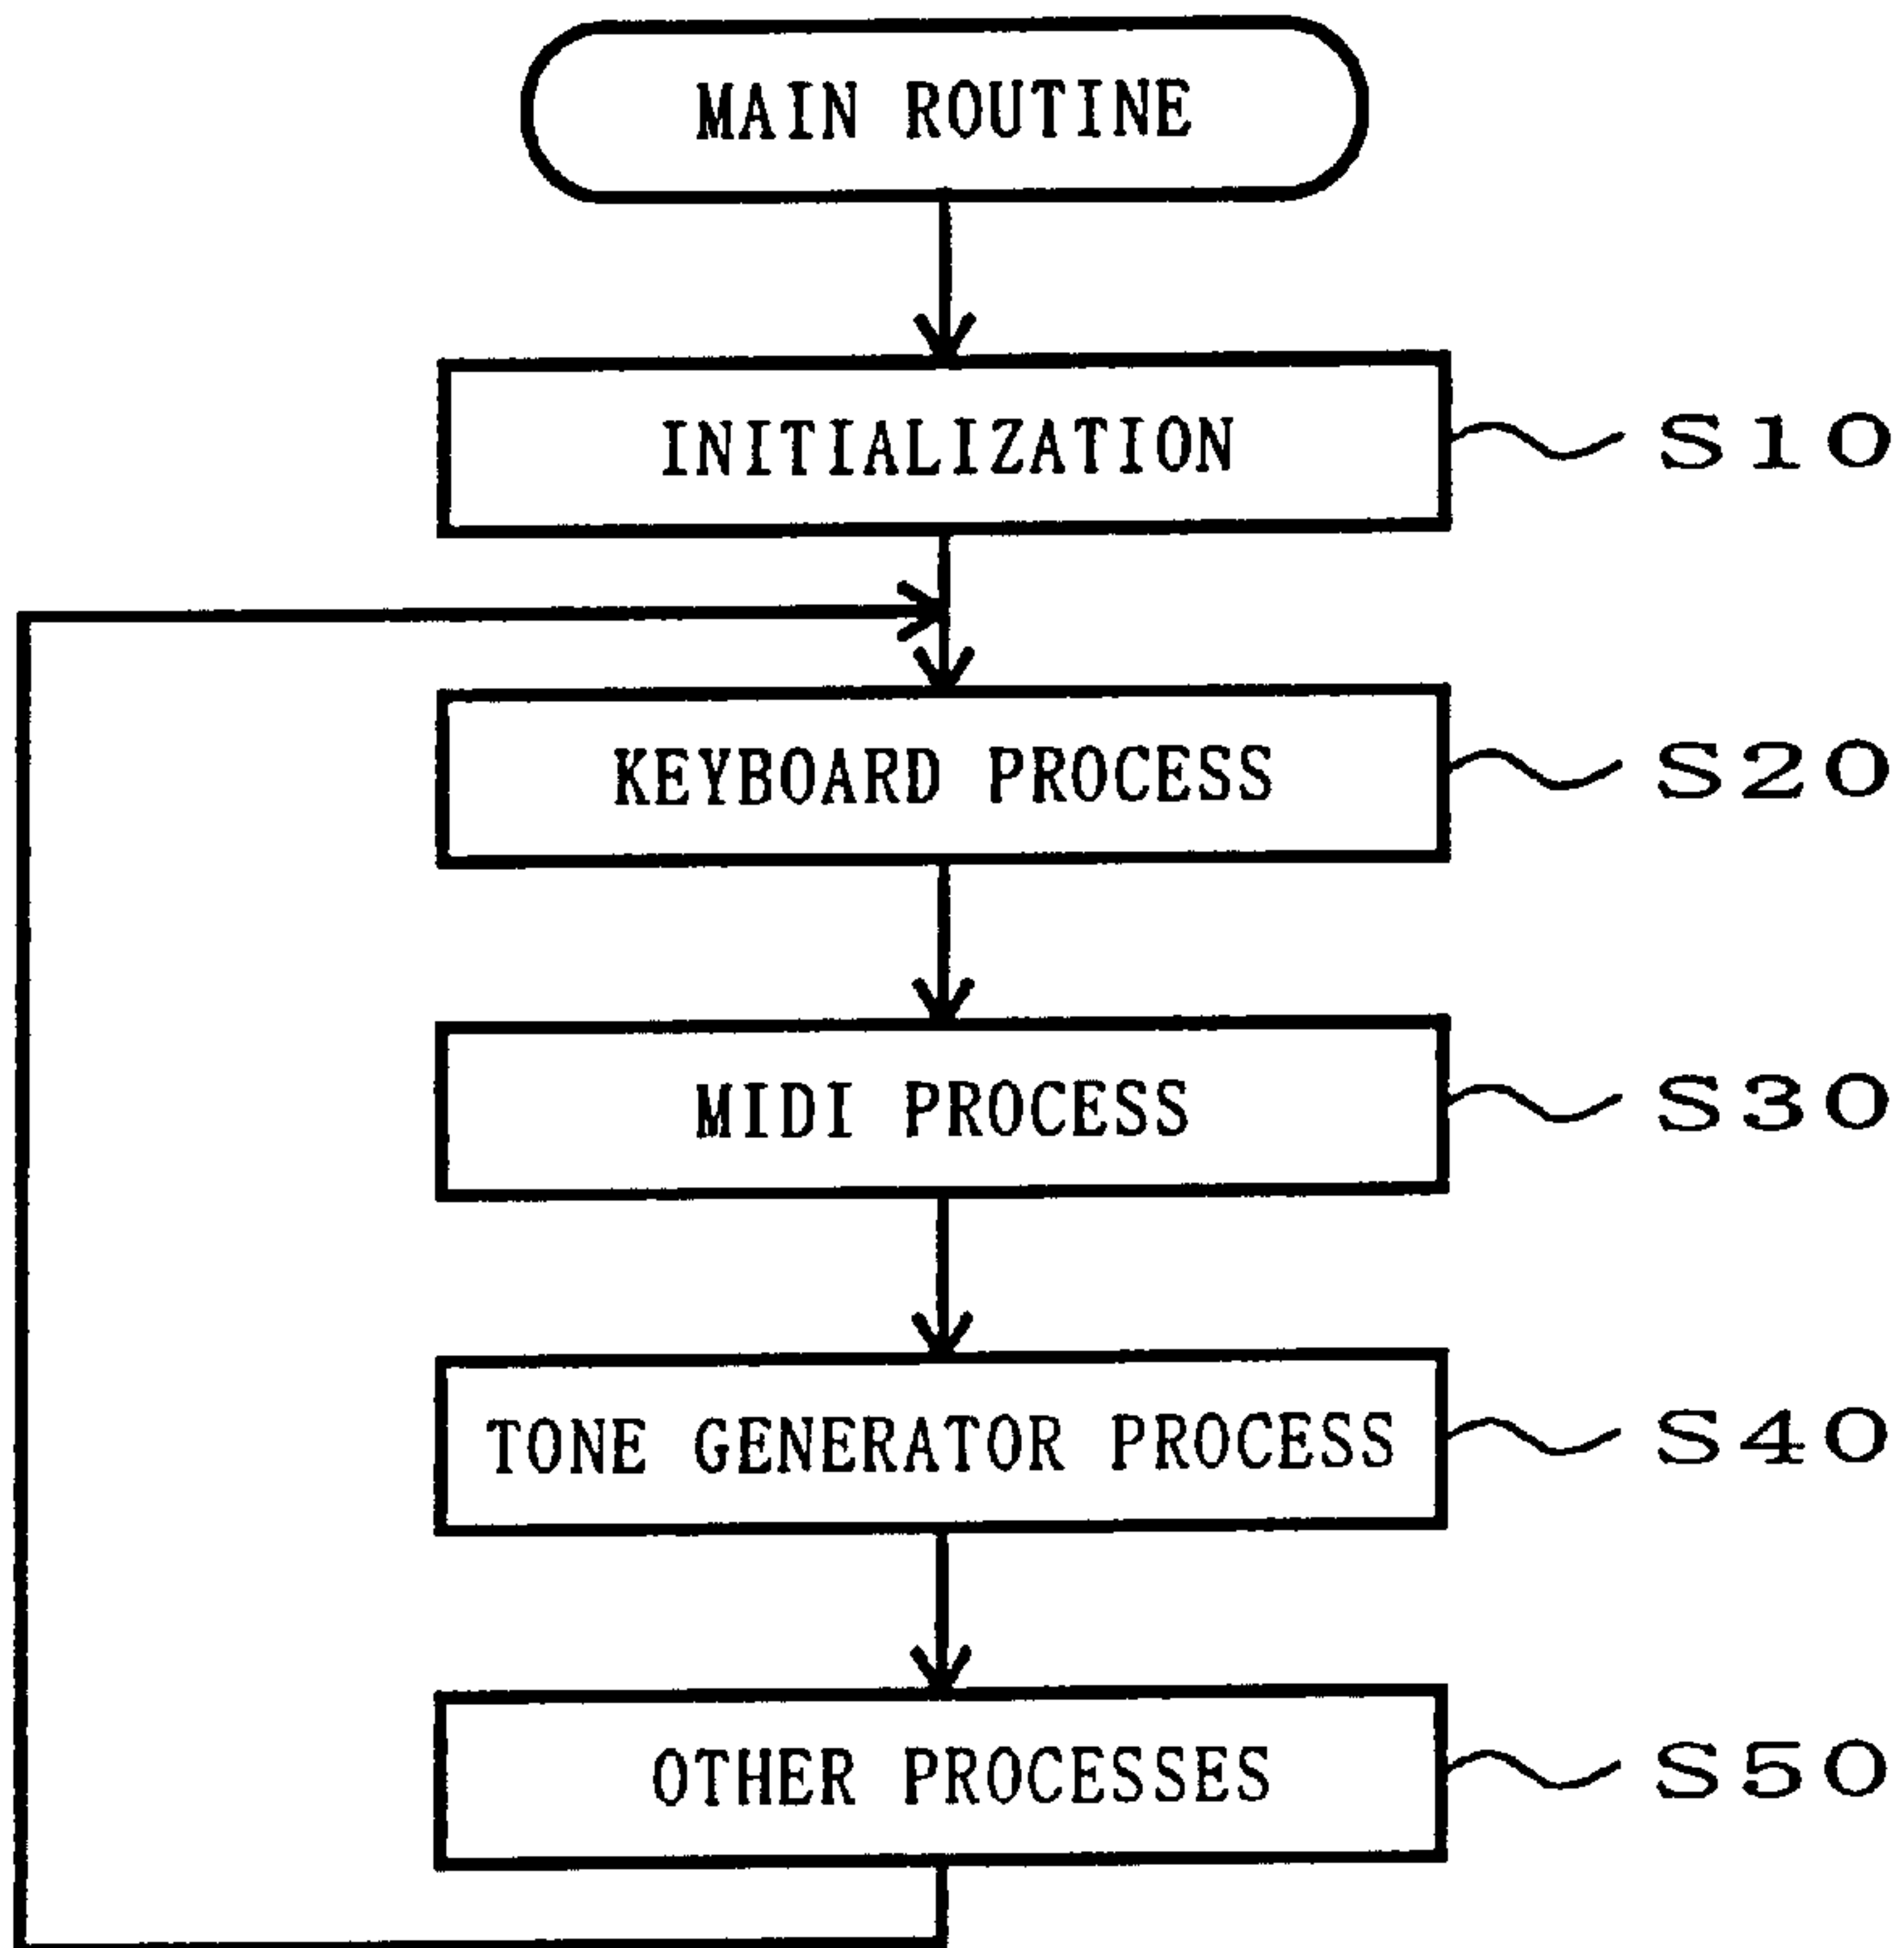 MAIN ROUTINE
INITIALIZATION S10
KEYBOARD PROCESS S20
MIDI PROCESS S30
TONE GENERATOR PROCESS S40
OTHER PROCESSES S50